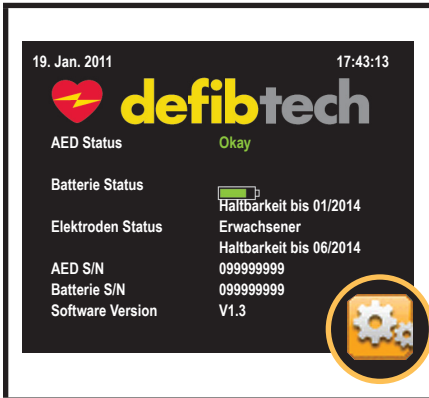 19. Jan. 2011 17:43:13
defibtech
AED Status Okay
Batterie Status
Haltbarkeit bis 01/2014
Elektroden Status Erwachsener
Haltbarkeit bis 06/2014
AED S/N 099999999
Batterie S/N 099999999
Software Version V1.3